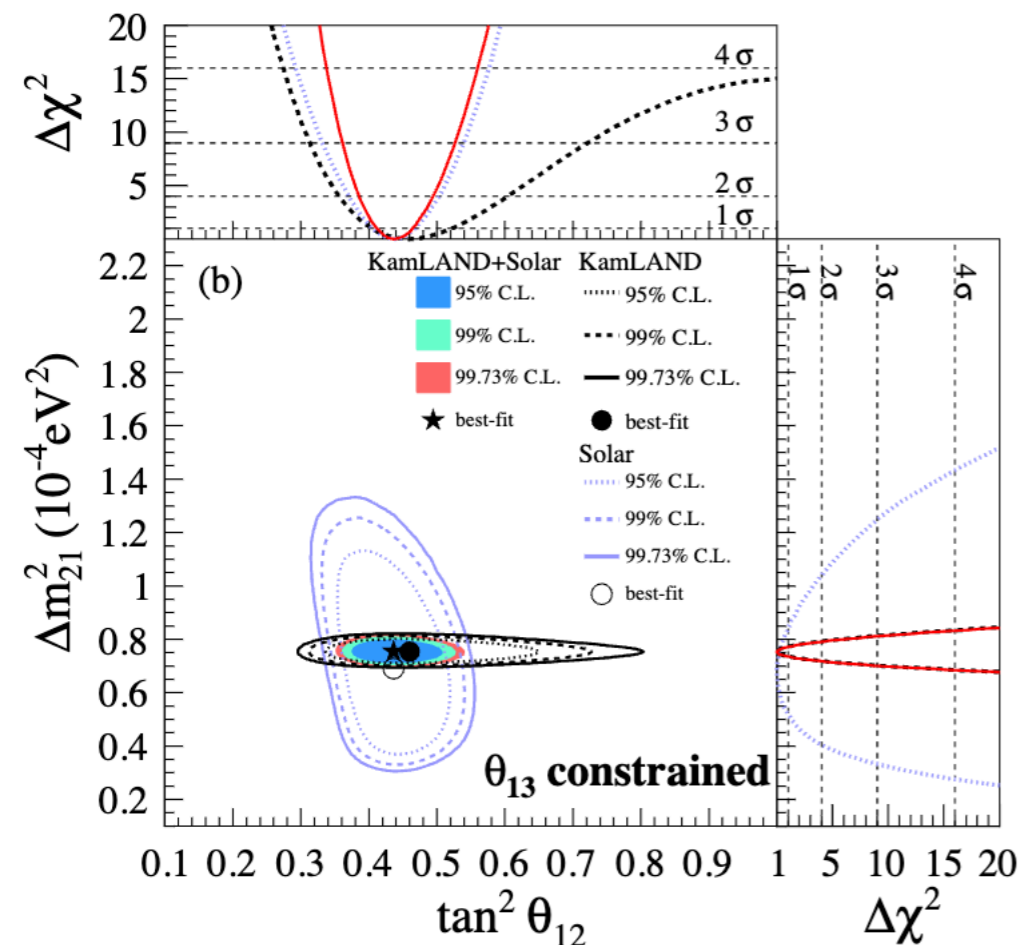 20
15
10
5
Δχ²
4 σ
3 σ
2 σ
1 σ
(b)
KamLAND+Solar
95% C.L.
99% C.L.
99.73% C.L.
best-fit
KamLAND
95% C.L.
99% C.L.
99.73% C.L.
best-fit
Solar
95% C.L.
99% C.L.
99.73% C.L.
best-fit
θ₁₃ constrained
1σ
2σ
3σ
4σ
2.2
2
1.8
1.6
1.4
1.2
1
0.8
0.6
0.4
0.2
Δm²₂₁ (10⁻⁴eV²)
0.1 0.2 0.3 0.4 0.5 0.6 0.7 0.8 0.9 1 5 10 15 20
tan² θ₁₂
Δχ²